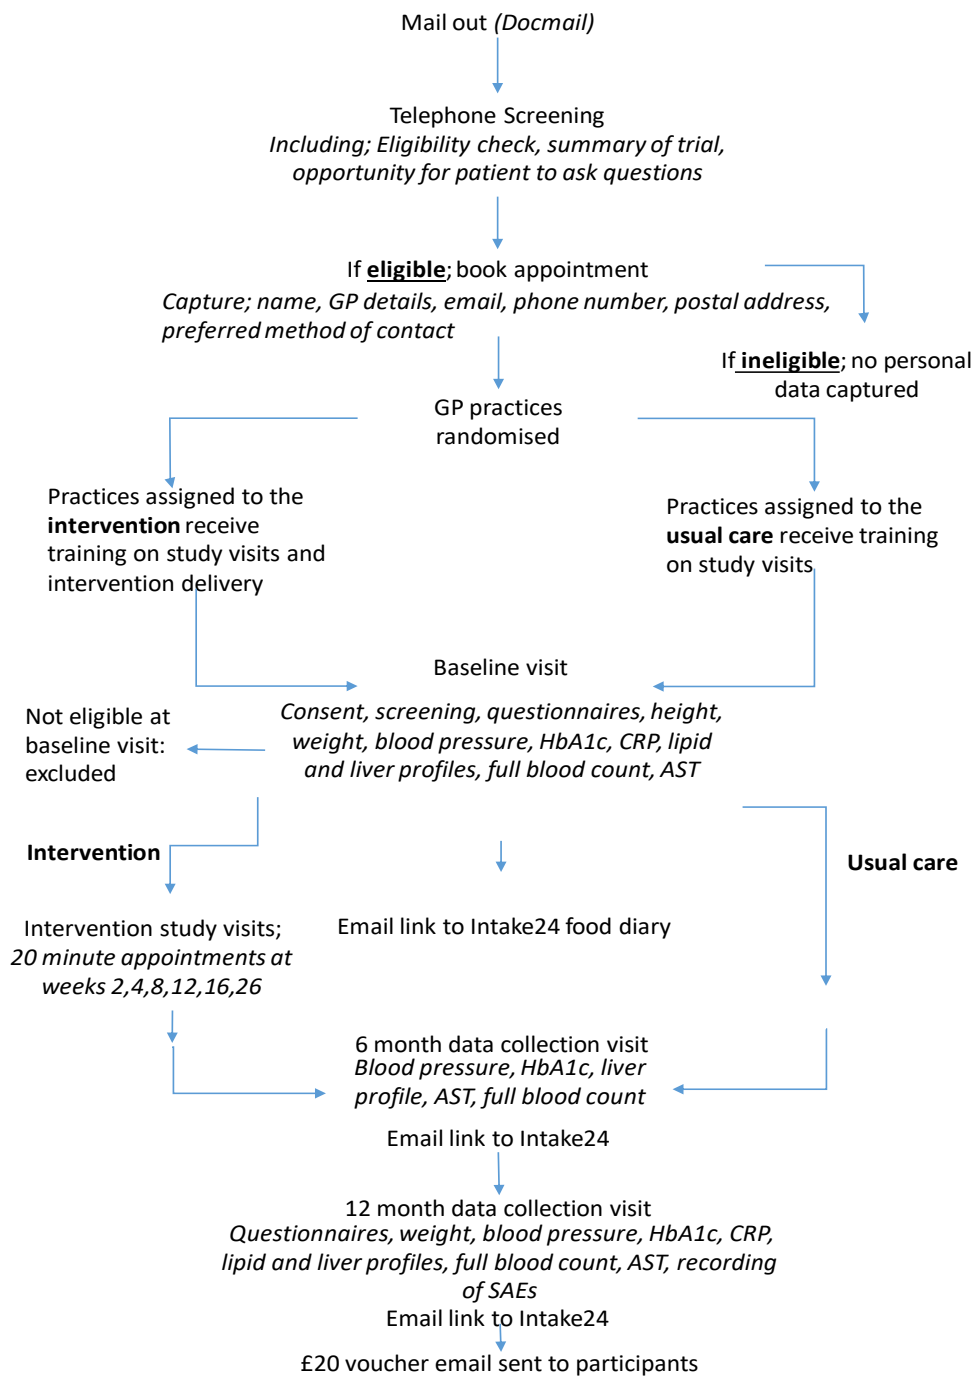 Mail out (Docmail)
Telephone Screening
Including; Eligibility check, summary of trial,
opportunity for patient to ask questions
If eligible; book appointment
Capture; name, GP details, email, phone number, postal address,
preferred method of contact
If ineligible; no personal
data captured
GP practices
randomised
Practices assigned to the
intervention receive
training on study visits and
intervention delivery
Practices assigned to the
usual care receive training
on study visits
Baseline visit
Consent, screening, questionnaires, height,
weight, blood pressure, HbA1c, CRP, lipid
and liver profiles, full blood count, AST
Not eligible at
baseline visit:
excluded
Intervention
Usual care
Intervention study visits;
20 minute appointments at
weeks 2,4,8,12,16,26
Email link to Intake24 food diary
6 month data collection visit
Blood pressure, HbA1c, liver
profile, AST, full blood count
Email link to Intake24
12 month data collection visit
Questionnaires, weight, blood pressure, HbA1c, CRP,
lipid and liver profiles, full blood count, AST, recording
of SAEs
Email link to Intake24
£20 voucher email sent to participants